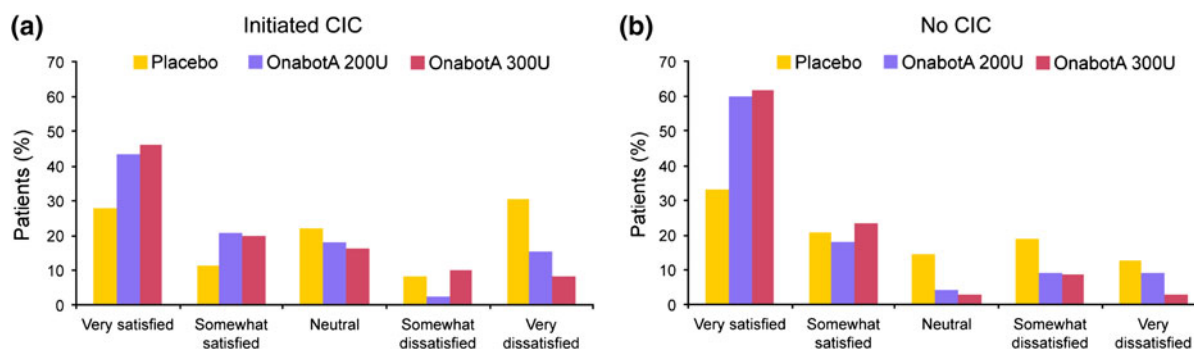 (a)
Initiated CIC
Placebo OnabotA 200U OnabotA 300U
Patients (%)
70
60
50
40
30
20
10
0
Very satisfied Somewhat satisfied Neutral Somewhat dissatisfied Very dissatisfied
(b)
No CIC
Placebo OnabotA 200U OnabotA 300U
Patients (%)
70
60
50
40
30
20
10
0
Very satisfied Somewhat satisfied Neutral Somewhat dissatisfied Very dissatisfied